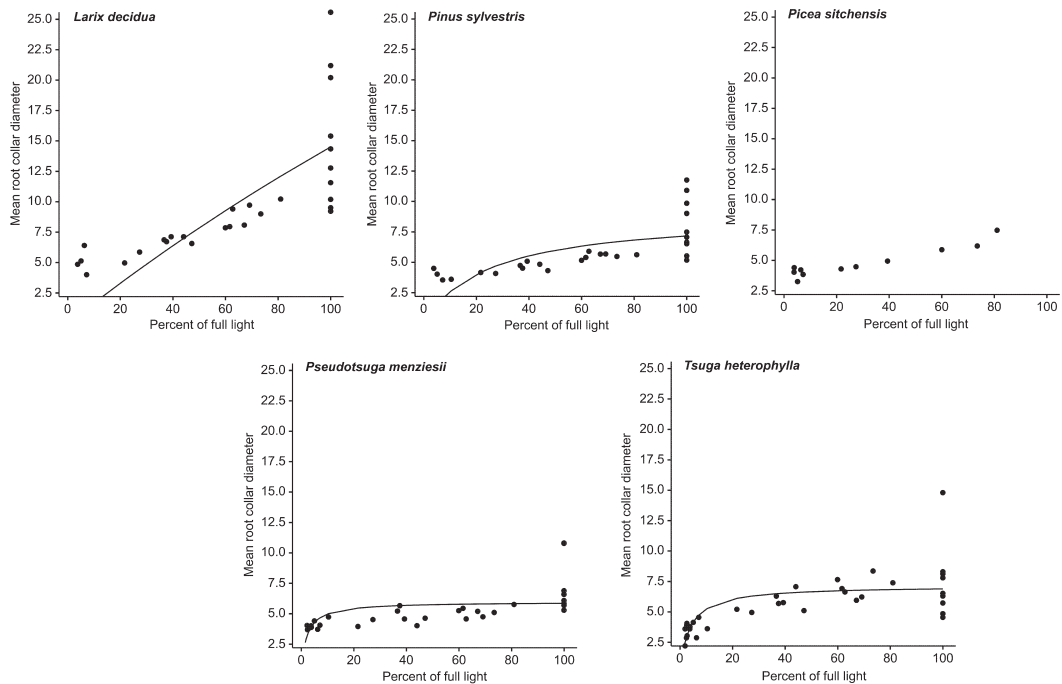 Larix decidua
25.0
22.5
20.0
17.5
15.0
12.5
10.0
7.5
5.0
2.5
Mean root collar diameter
0 20 40 60 80 100
Percent of full light
Pinus sylvestris
25.0
22.5
20.0
17.5
15.0
12.5
10.0
7.5
5.0
2.5
Mean root collar diameter
0 20 40 60 80 100
Percent of full light
Picea sitchensis
25.0
22.5
20.0
17.5
15.0
12.5
10.0
7.5
5.0
2.5
Mean root collar diameter
0 20 40 60 80 100
Percent of full light
Pseudotsuga menziesii
25.0
22.5
20.0
17.5
15.0
12.5
10.0
7.5
5.0
2.5
Mean root collar diameter
0 20 40 60 80 100
Percent of full light
Tsuga heterophylla
25.0
22.5
20.0
17.5
15.0
12.5
10.0
7.5
5.0
2.5
Mean root collar diameter
0 20 40 60 80 100
Percent of full light